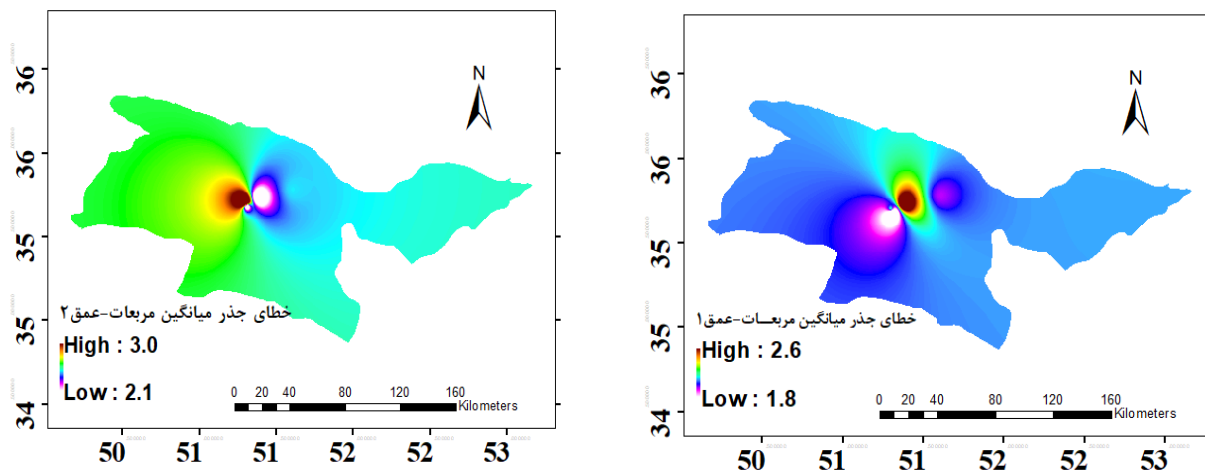 N
36
36
35
35
34
خطای جذر میانگین مربعات-عمق۲
High : 3.0
Low : 2.1
0 10 20 40 80 120 160
Kilometers
50 51 51 52 52 53
N
36
36
35
35
34
خطای جذر میانگین مربعـــات-عمق۱
High : 2.6
Low : 1.8
0 10 20 40 80 120 160
Kilometers
50 51 51 52 52 53